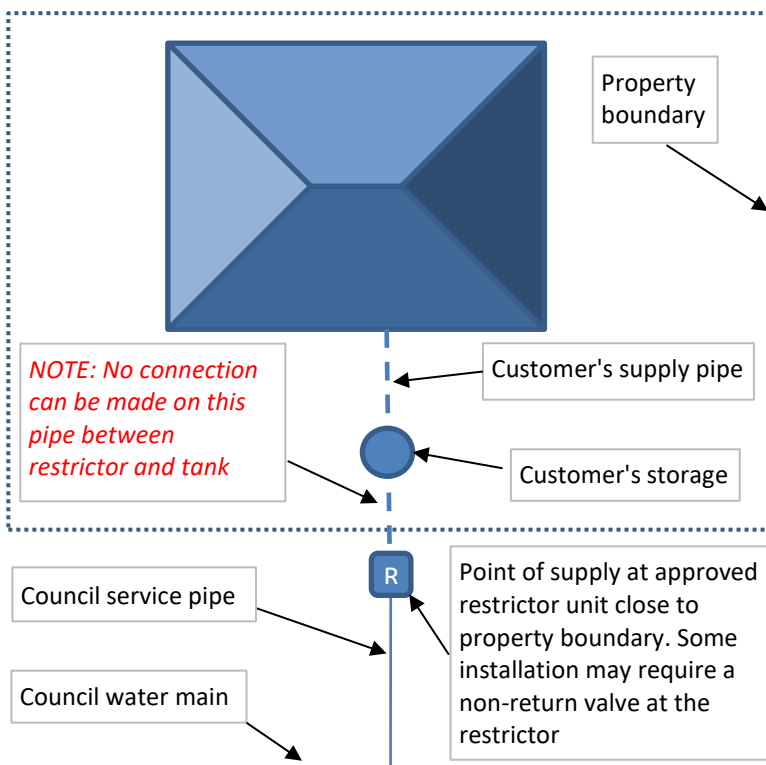 Property
boundary
NOTE: No connection
can be made on this
pipe between
restrictor and tank
Customer's supply pipe
Customer's storage
R
Council service pipe
Point of supply at approved
restrictor unit close to
property boundary. Some
installation may require a
non-return valve at the
restrictor
Council water main